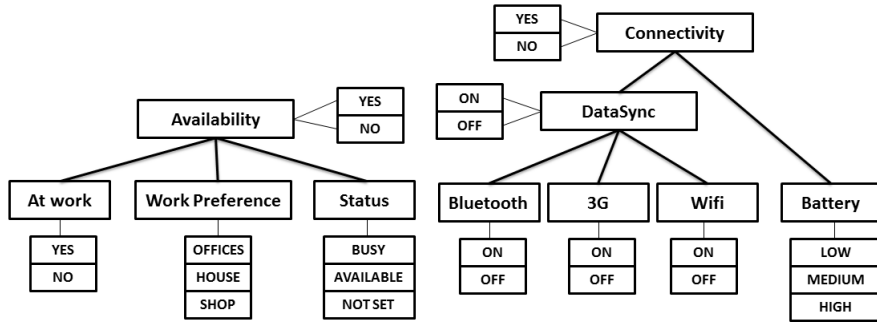 YES
NO
Connectivity
ON
OFF
DataSync
Availability
YES
NO
At work
Work Preference
Status
Bluetooth
3G
Wifi
Battery
YES
NO
OFFICES
HOUSE
SHOP
BUSY
AVAILABLE
NOT SET
ON
OFF
ON
OFF
ON
OFF
LOW
MEDIUM
HIGH